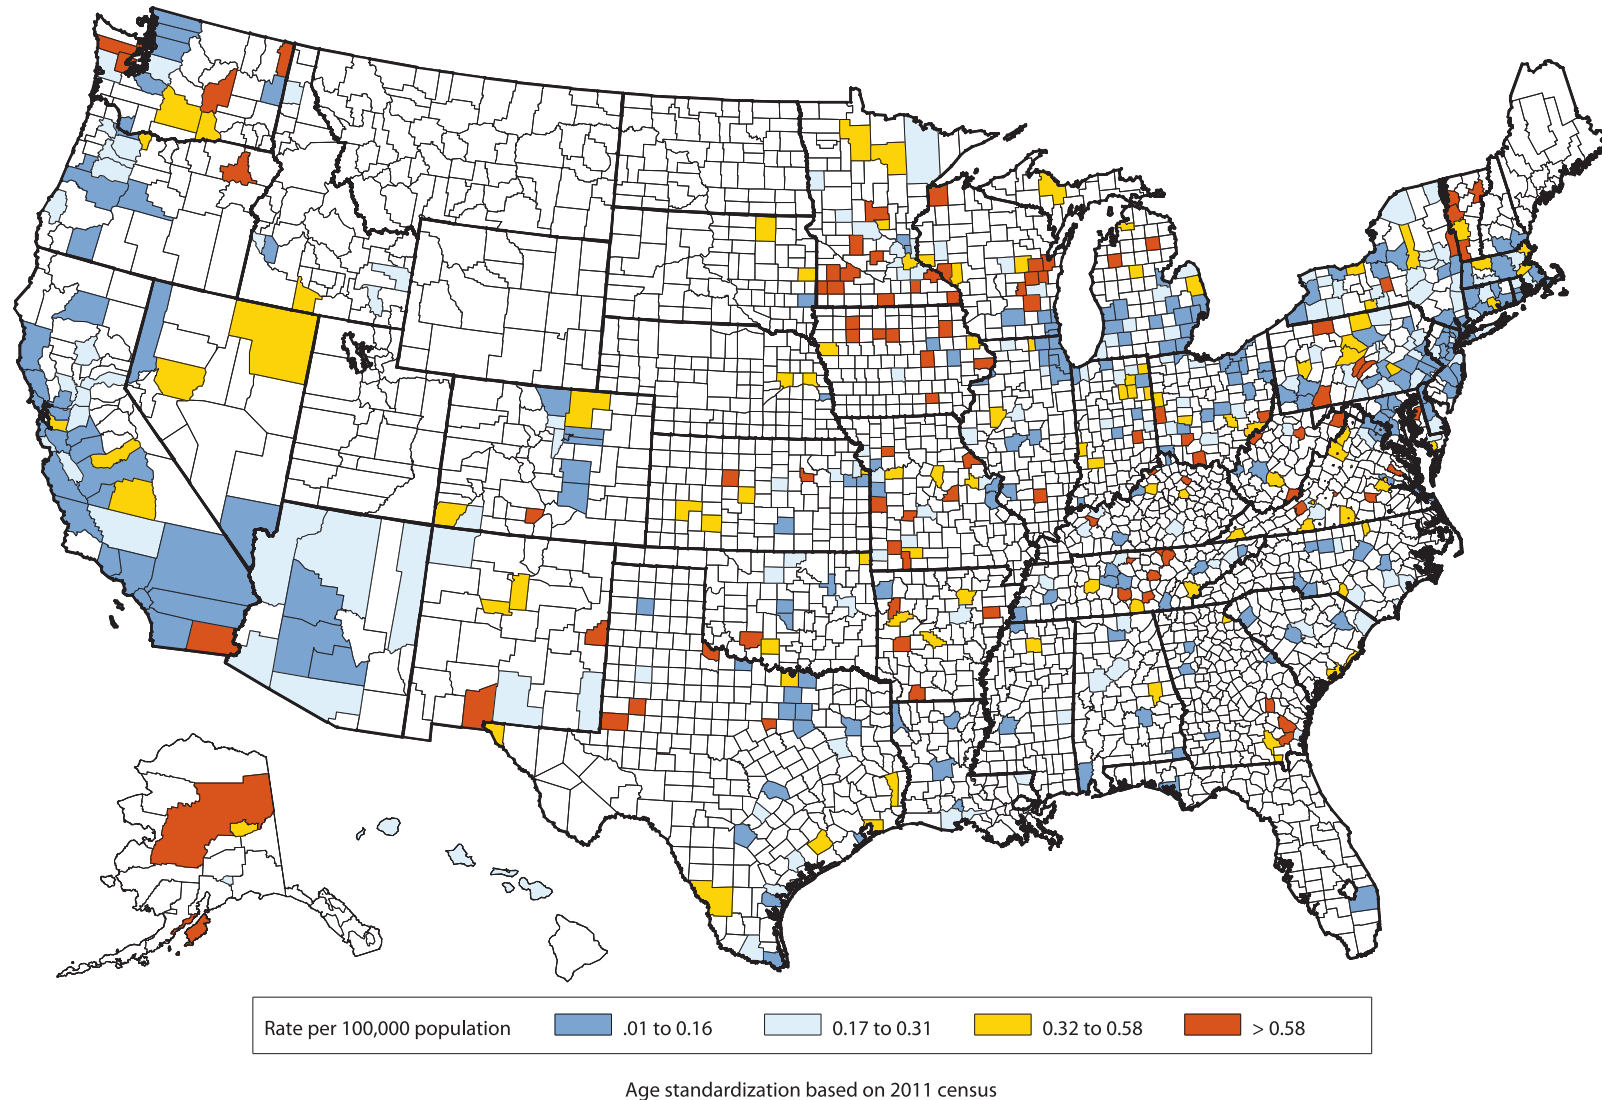 Rate per 100,000 population .01 to 0.16 0.17 to 0.31 0.32 to 0.58 > 0.58
Age standardization based on 2011 census